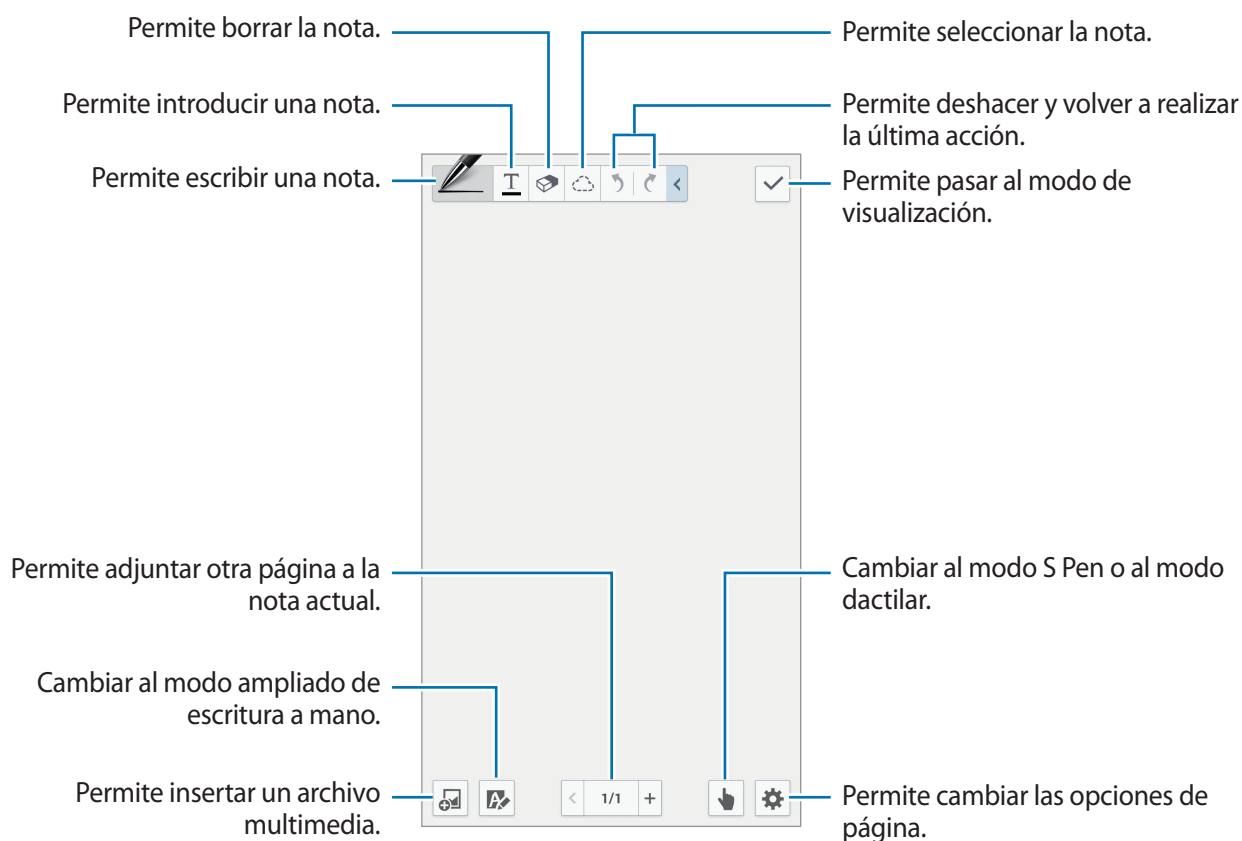 Permite borrar la nota.
Permite seleccionar la nota.
Permite introducir una nota.
Permite deshacer y volver a realizar
la última acción.
Permite escribir una nota.
Permite pasar al modo de
visualización.
T
Permite adjuntar otra página a la
nota actual.
Cambiar al modo S Pen o al modo
dactilar.
Cambiar al modo ampliado de
escritura a mano.
Permite insertar un archivo
multimedia.
A
< 1/1 +
Permite cambiar las opciones de
página.